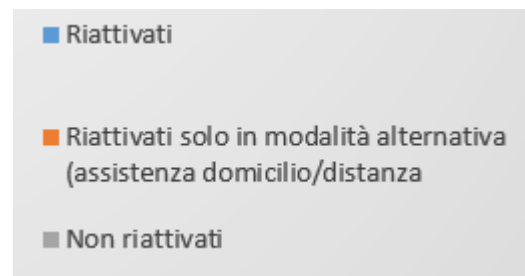 Riattivati
Riattivati solo in modalità alternativa
(assistenza domicilio/distanza
Non riattivati